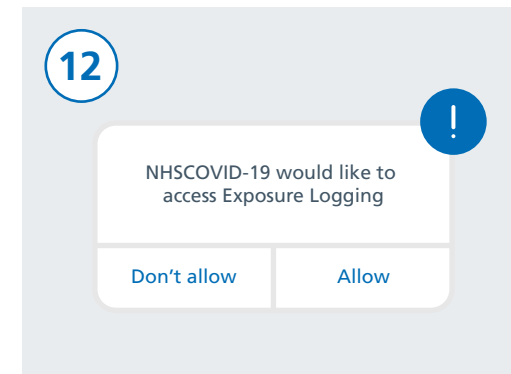 12
!
NHSCOVID-19 would like to
access Exposure Logging
Don't allow
Allow